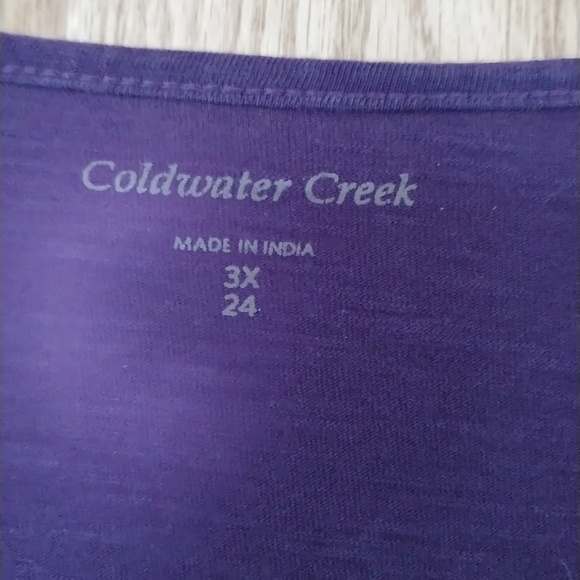 Coldwater Creek
MADE IN INDIA
3X
24